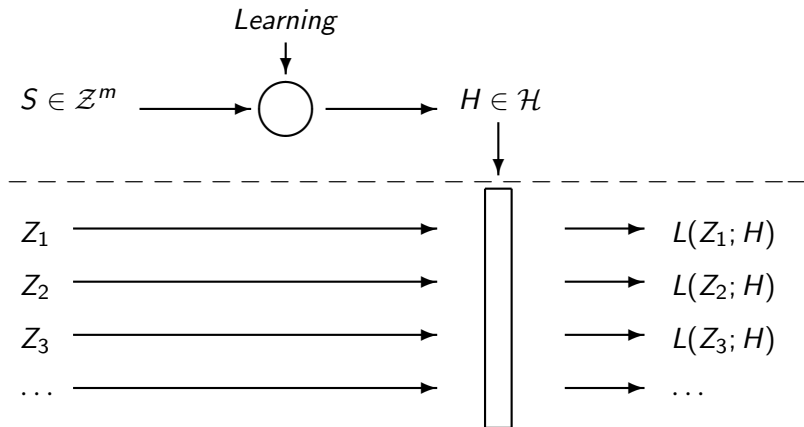 Learning
S ∈ 𝒵^m H ∈ ℋ
Z₁ L(Z₁; H)
Z₂ L(Z₂; H)
Z₃ L(Z₃; H)
... ...